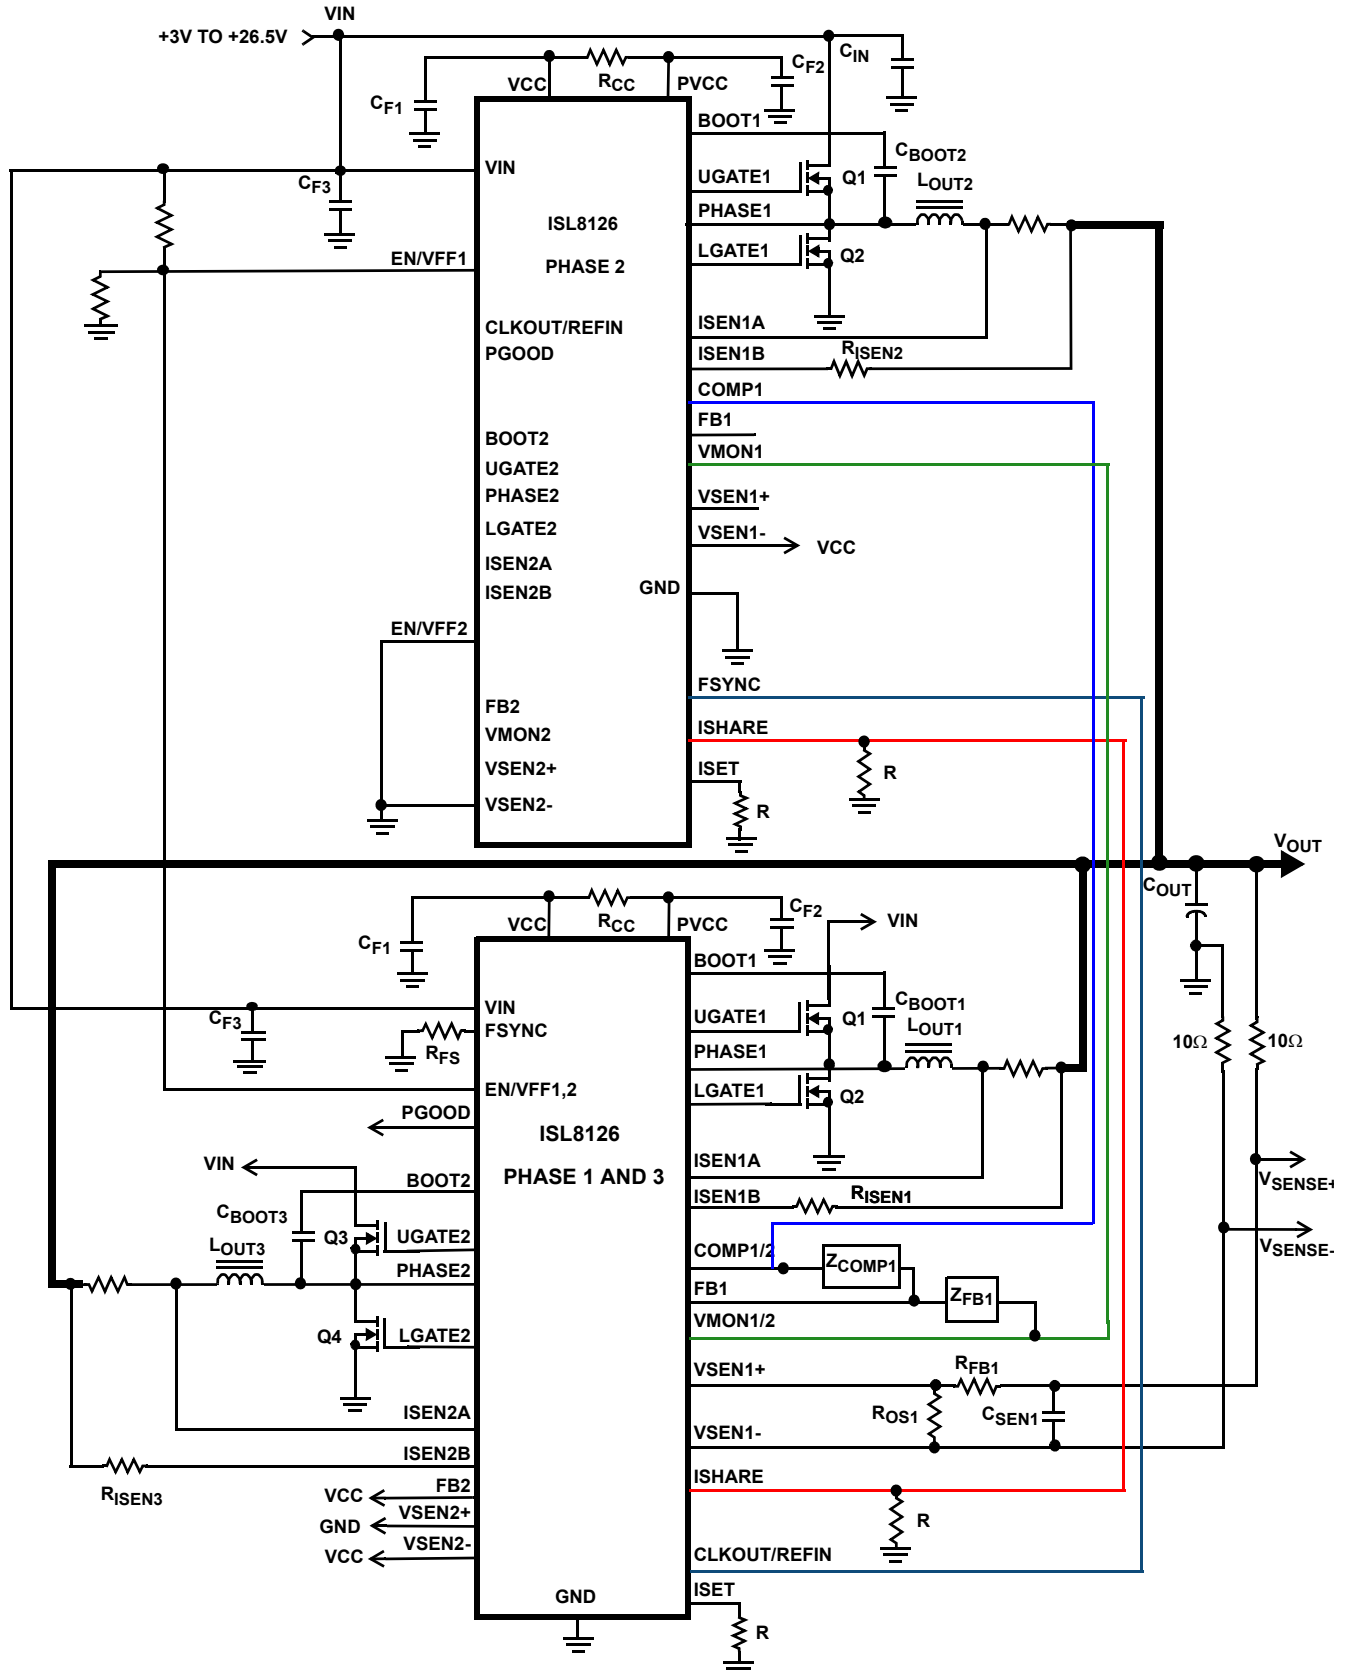 VIN
+3V TO +26.5V
CIN
CF2
VCC
RCC
PVCC
CF1
BOOT1
CBOOT2
VIN
LOUT2
CF3
UGATE1
Q1
PHASE1
ISL8126
EN/VFF1
LGATE1
Q2
PHASE 2
ISEN1A
CLKOUT/REFIN
PGOOD
ISEN1B
RISEN2
COMP1
FB1
BOOT2
VMON1
UGATE2
PHASE2
VSEN1+
LGATE2
VSEN1-
VCC
ISEN2A
ISEN2B
GND
EN/VFF2
FSYNC
FB2
ISHARE
VMON2
VSEN2+
ISET
R
VSEN2-
R
VOUT
COUT
CF2
VCC
RCC
PVCC
VIN
CF1
BOOT1
CBOOT1
VIN
CF3
UGATE1
Q1
LOUT1
FSYNC
RFS
PHASE1
10Ω
10Ω
EN/VFF1,2
LGATE1
Q2
PGOOD
ISL8126
VIN
ISEN1A
PHASE 1 AND 3
VSENSE+
BOOT2
ISEN1B
RISEN1
CBOOT3
Q3
UGATE2
COMP1/2
ZCOMP1
VSENSE-
LOUT3
PHASE2
FB1
ZFB1
VMON1/2
Q4
LGATE2
VSEN1+
RFB1
ISEN2A
ROS1
CSEN1
VSEN1-
ISEN2B
ISHARE
RISEN3
FB2
VCC
VSEN2+
GND
R
VSEN2-
VCC
CLKOUT/REFIN
GND
ISET
R